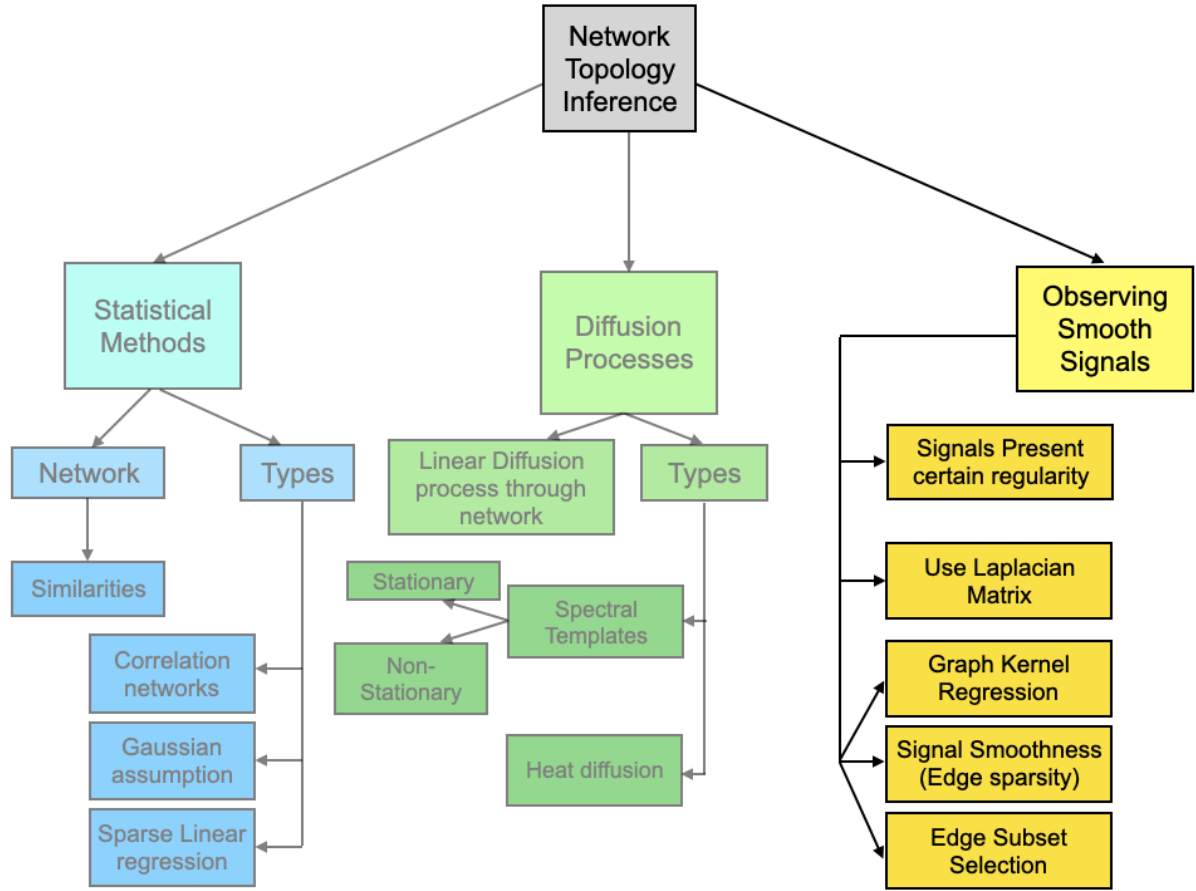 Network
Topology
Inference
Statistical
Methods
Network
Types
Similarities
Correlation
networks
Gaussian
assumption
Sparse Linear
regression
Diffusion
Processes
Linear Diffusion
process through
network
Types
Stationary
Spectral
Templates
Non-
Stationary
Heat diffusion
Observing
Smooth
Signals
Signals Present
certain regularity
Use Laplacian
Matrix
Graph Kernel
Regression
Signal Smoothness
(Edge sparsity)
Edge Subset
Selection